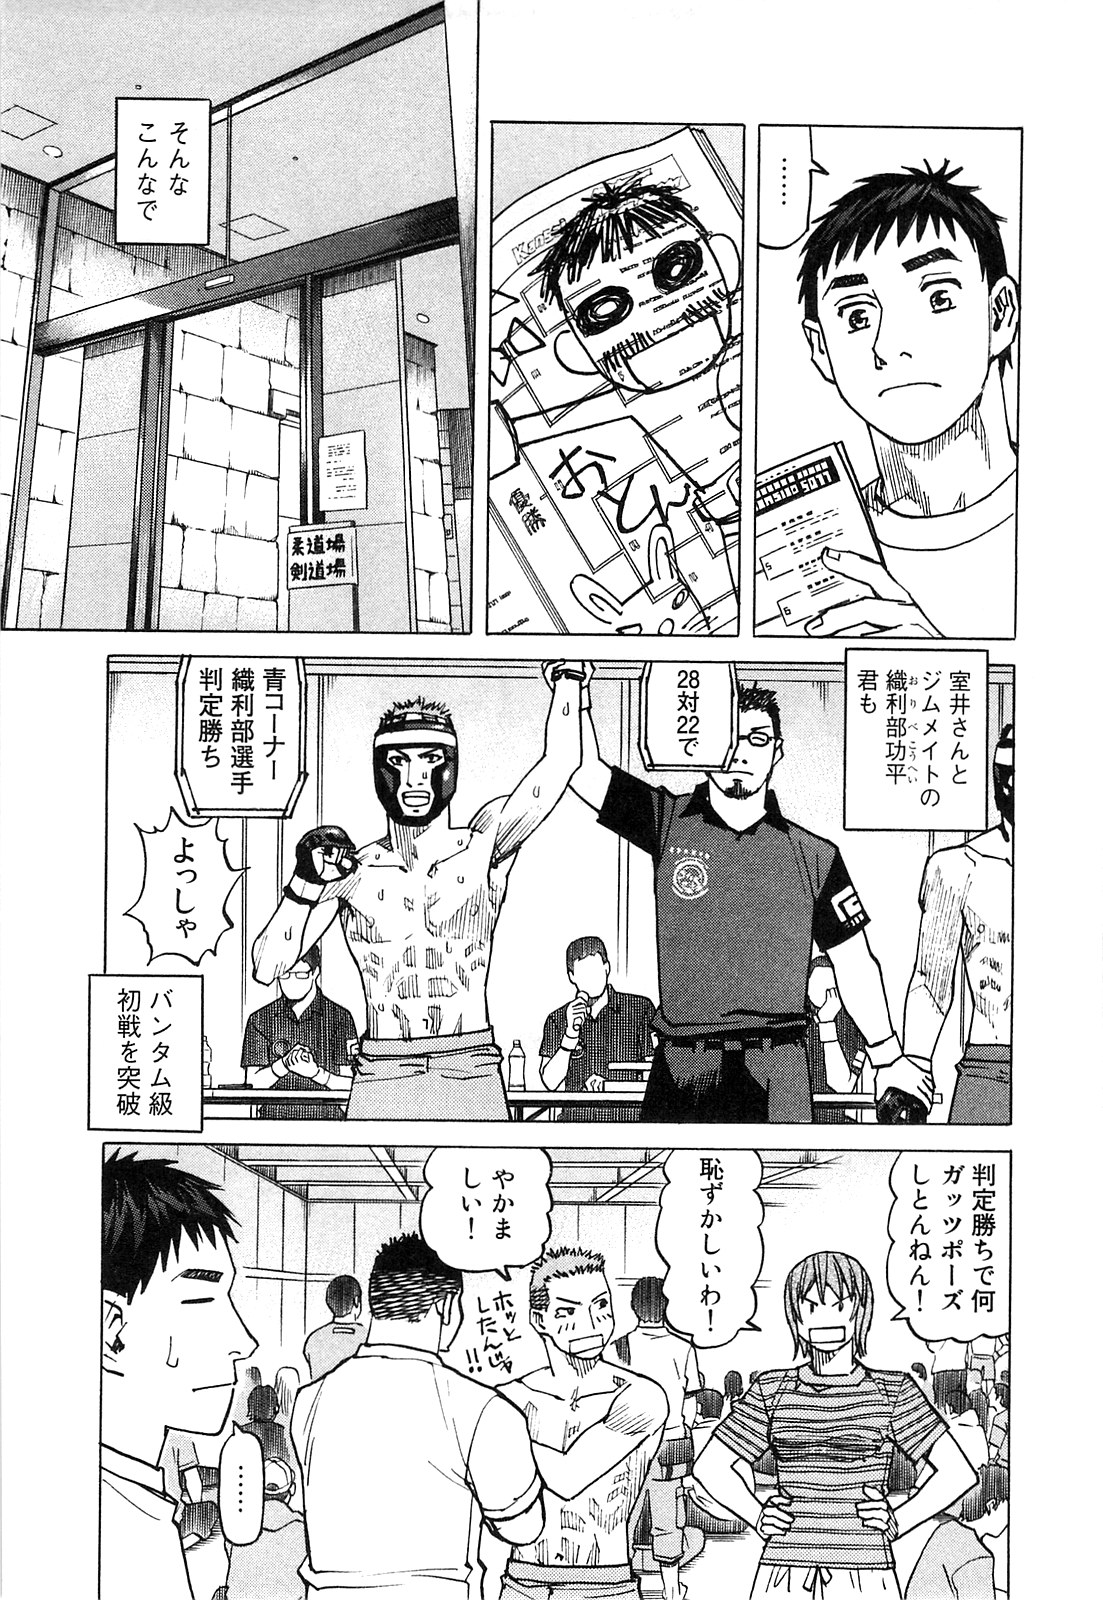 ……
優勝
おとん
そんな
こんなで
柔道場
剣道場
室井さんと
ジムメイトの
織利部功平
おりべこうへい
君も
28対22で
青コーナー
織利部選手
判定勝ち
よっしゃ
バンタム級
初戦を突破
判定勝ちで何
ガッツポーズ
しとんねん！
恥ずかしいわ！
やかま
しい！
ホッと
したんじゃ
!!
……